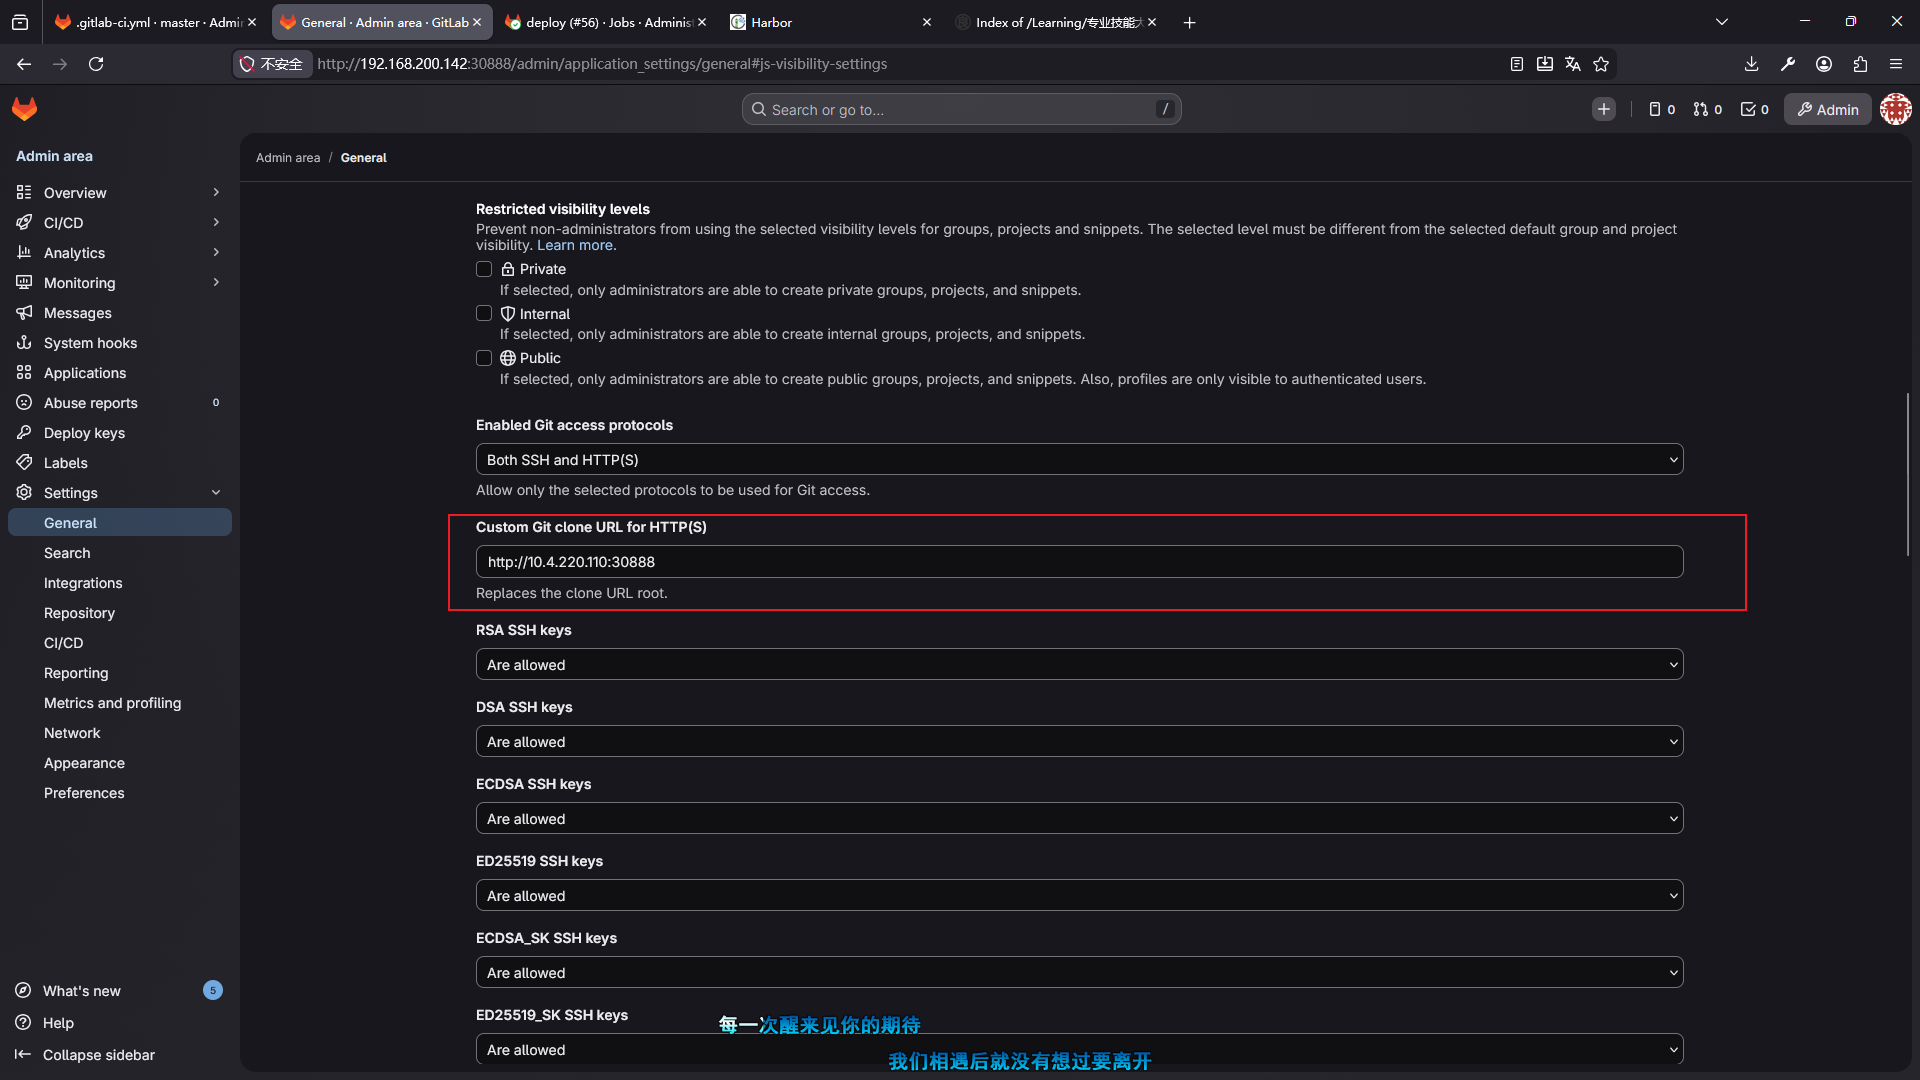 .gitlab-ci.yml · master · Admi
General · Admin area · GitLab
deploy (#56) · Jobs · Adminis
Harbor
Index of /Learning/专业技能大
不安全
http://192.168.200.142:30888/admin/application_settings/general#js-visibility-settings
Search or go to...
/
0
0
0
Admin
Admin area
Overview
CI/CD
Analytics
Monitoring
Messages
System hooks
Applications
Abuse reports
0
Deploy keys
Labels
Settings
General
Search
Integrations
Repository
CI/CD
Reporting
Metrics and profiling
Network
Appearance
Preferences
What's new
5
Help
Collapse sidebar
Admin area / General
Restricted visibility levels
Prevent non-administrators from using the selected visibility levels for groups, projects and snippets. The selected level must be different from the selected default group and project
visibility. Learn more.
Private
If selected, only administrators are able to create private groups, projects, and snippets.
Internal
If selected, only administrators are able to create internal groups, projects, and snippets.
Public
If selected, only administrators are able to create public groups, projects, and snippets. Also, profiles are only visible to authenticated users.
Enabled Git access protocols
Both SSH and HTTP(S)
Allow only the selected protocols to be used for Git access.
Custom Git clone URL for HTTP(S)
http://10.4.220.110:30888
Replaces the clone URL root.
RSA SSH keys
Are allowed
DSA SSH keys
Are allowed
ECDSA SSH keys
Are allowed
ED25519 SSH keys
Are allowed
ECDSA_SK SSH keys
Are allowed
ED25519_SK SSH keys
Are allowed
每一次醒来见你的期待
我们相遇后就没有想过要离开